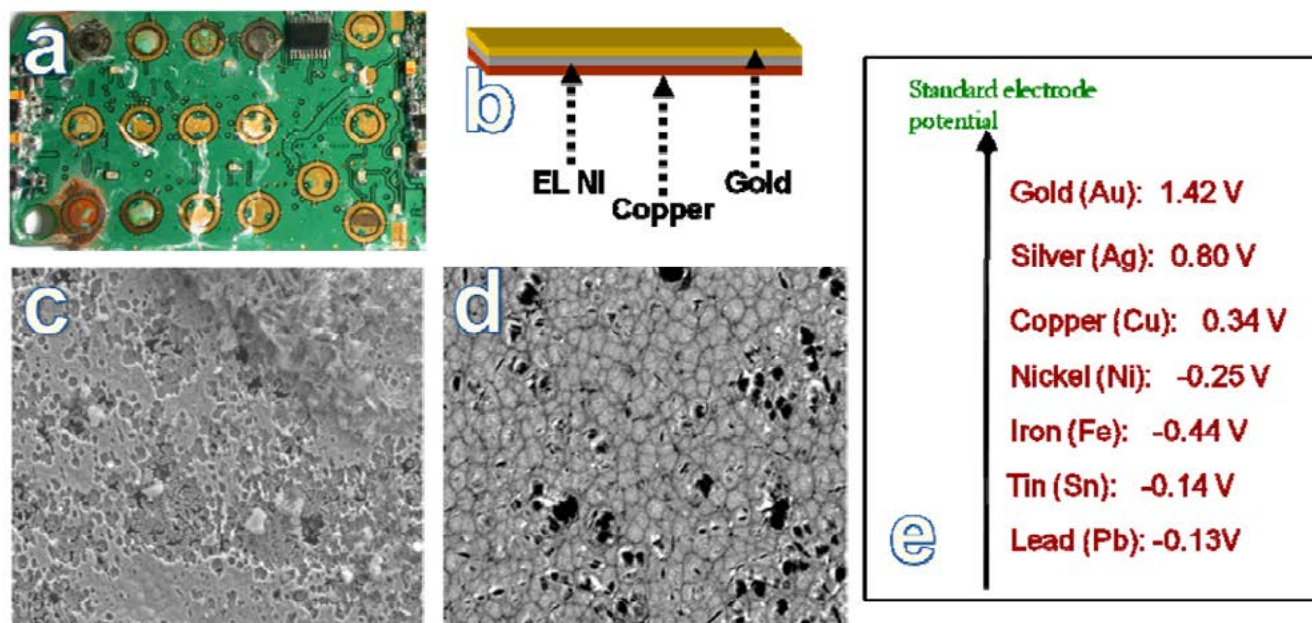 a
b
EL NI
Copper
Gold
c
d
Standard electrode
potential
Gold (Au): 1.42 V
Silver (Ag): 0.80 V
Copper (Cu): 0.34 V
Nickel (Ni): -0.25 V
Iron (Fe): -0.44 V
Tin (Sn): -0.14 V
Lead (Pb): -0.13V
e